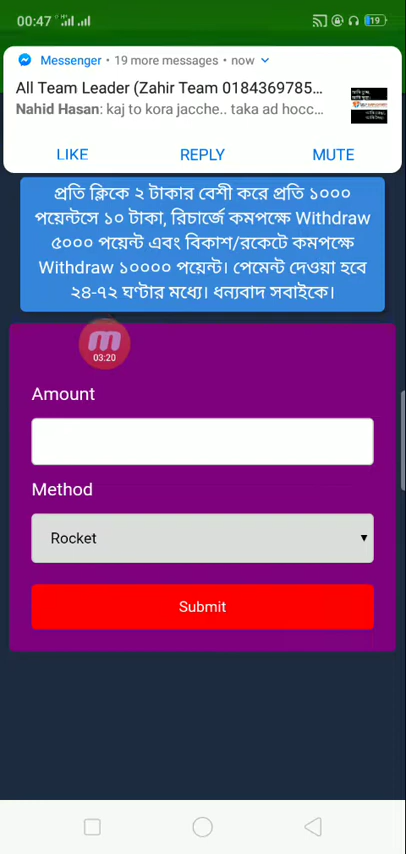 00:47
19
Messenger • 19 more messages • now
All Team Leader (Zahir Team 0184369785...
Nahid Hasan: kaj to kora jacche.. taka ad hocc...
LIKE REPLY MUTE
প্রতি ক্লিকে ২ টাকার বেশী করে প্রতি ১০০০
পয়েন্টসে ১০ টাকা, রিচার্জে কমপক্ষে Withdraw
৫০০০ পয়েন্ট এবং বিকাশ/রকেটে কমপক্ষে
Withdraw ১০০০০ পয়েন্ট। পেমেন্ট দেওয়া হবে
২৪-৭২ ঘণ্টার মধ্যে। ধন্যবাদ সবাইকে।
03:20
Amount
Method
Rocket
Submit